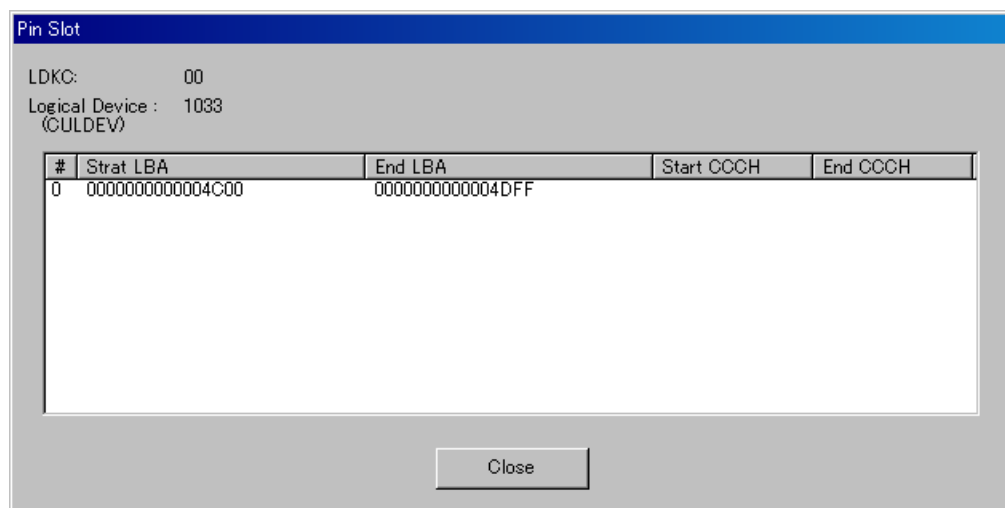 Pin Slot
LDKC: 00
Logical Device : 1033
(CULDEV)
# Strat LBA End LBA Start CCCH End CCCH
0 0000000000004C00 0000000000004DFF
Close